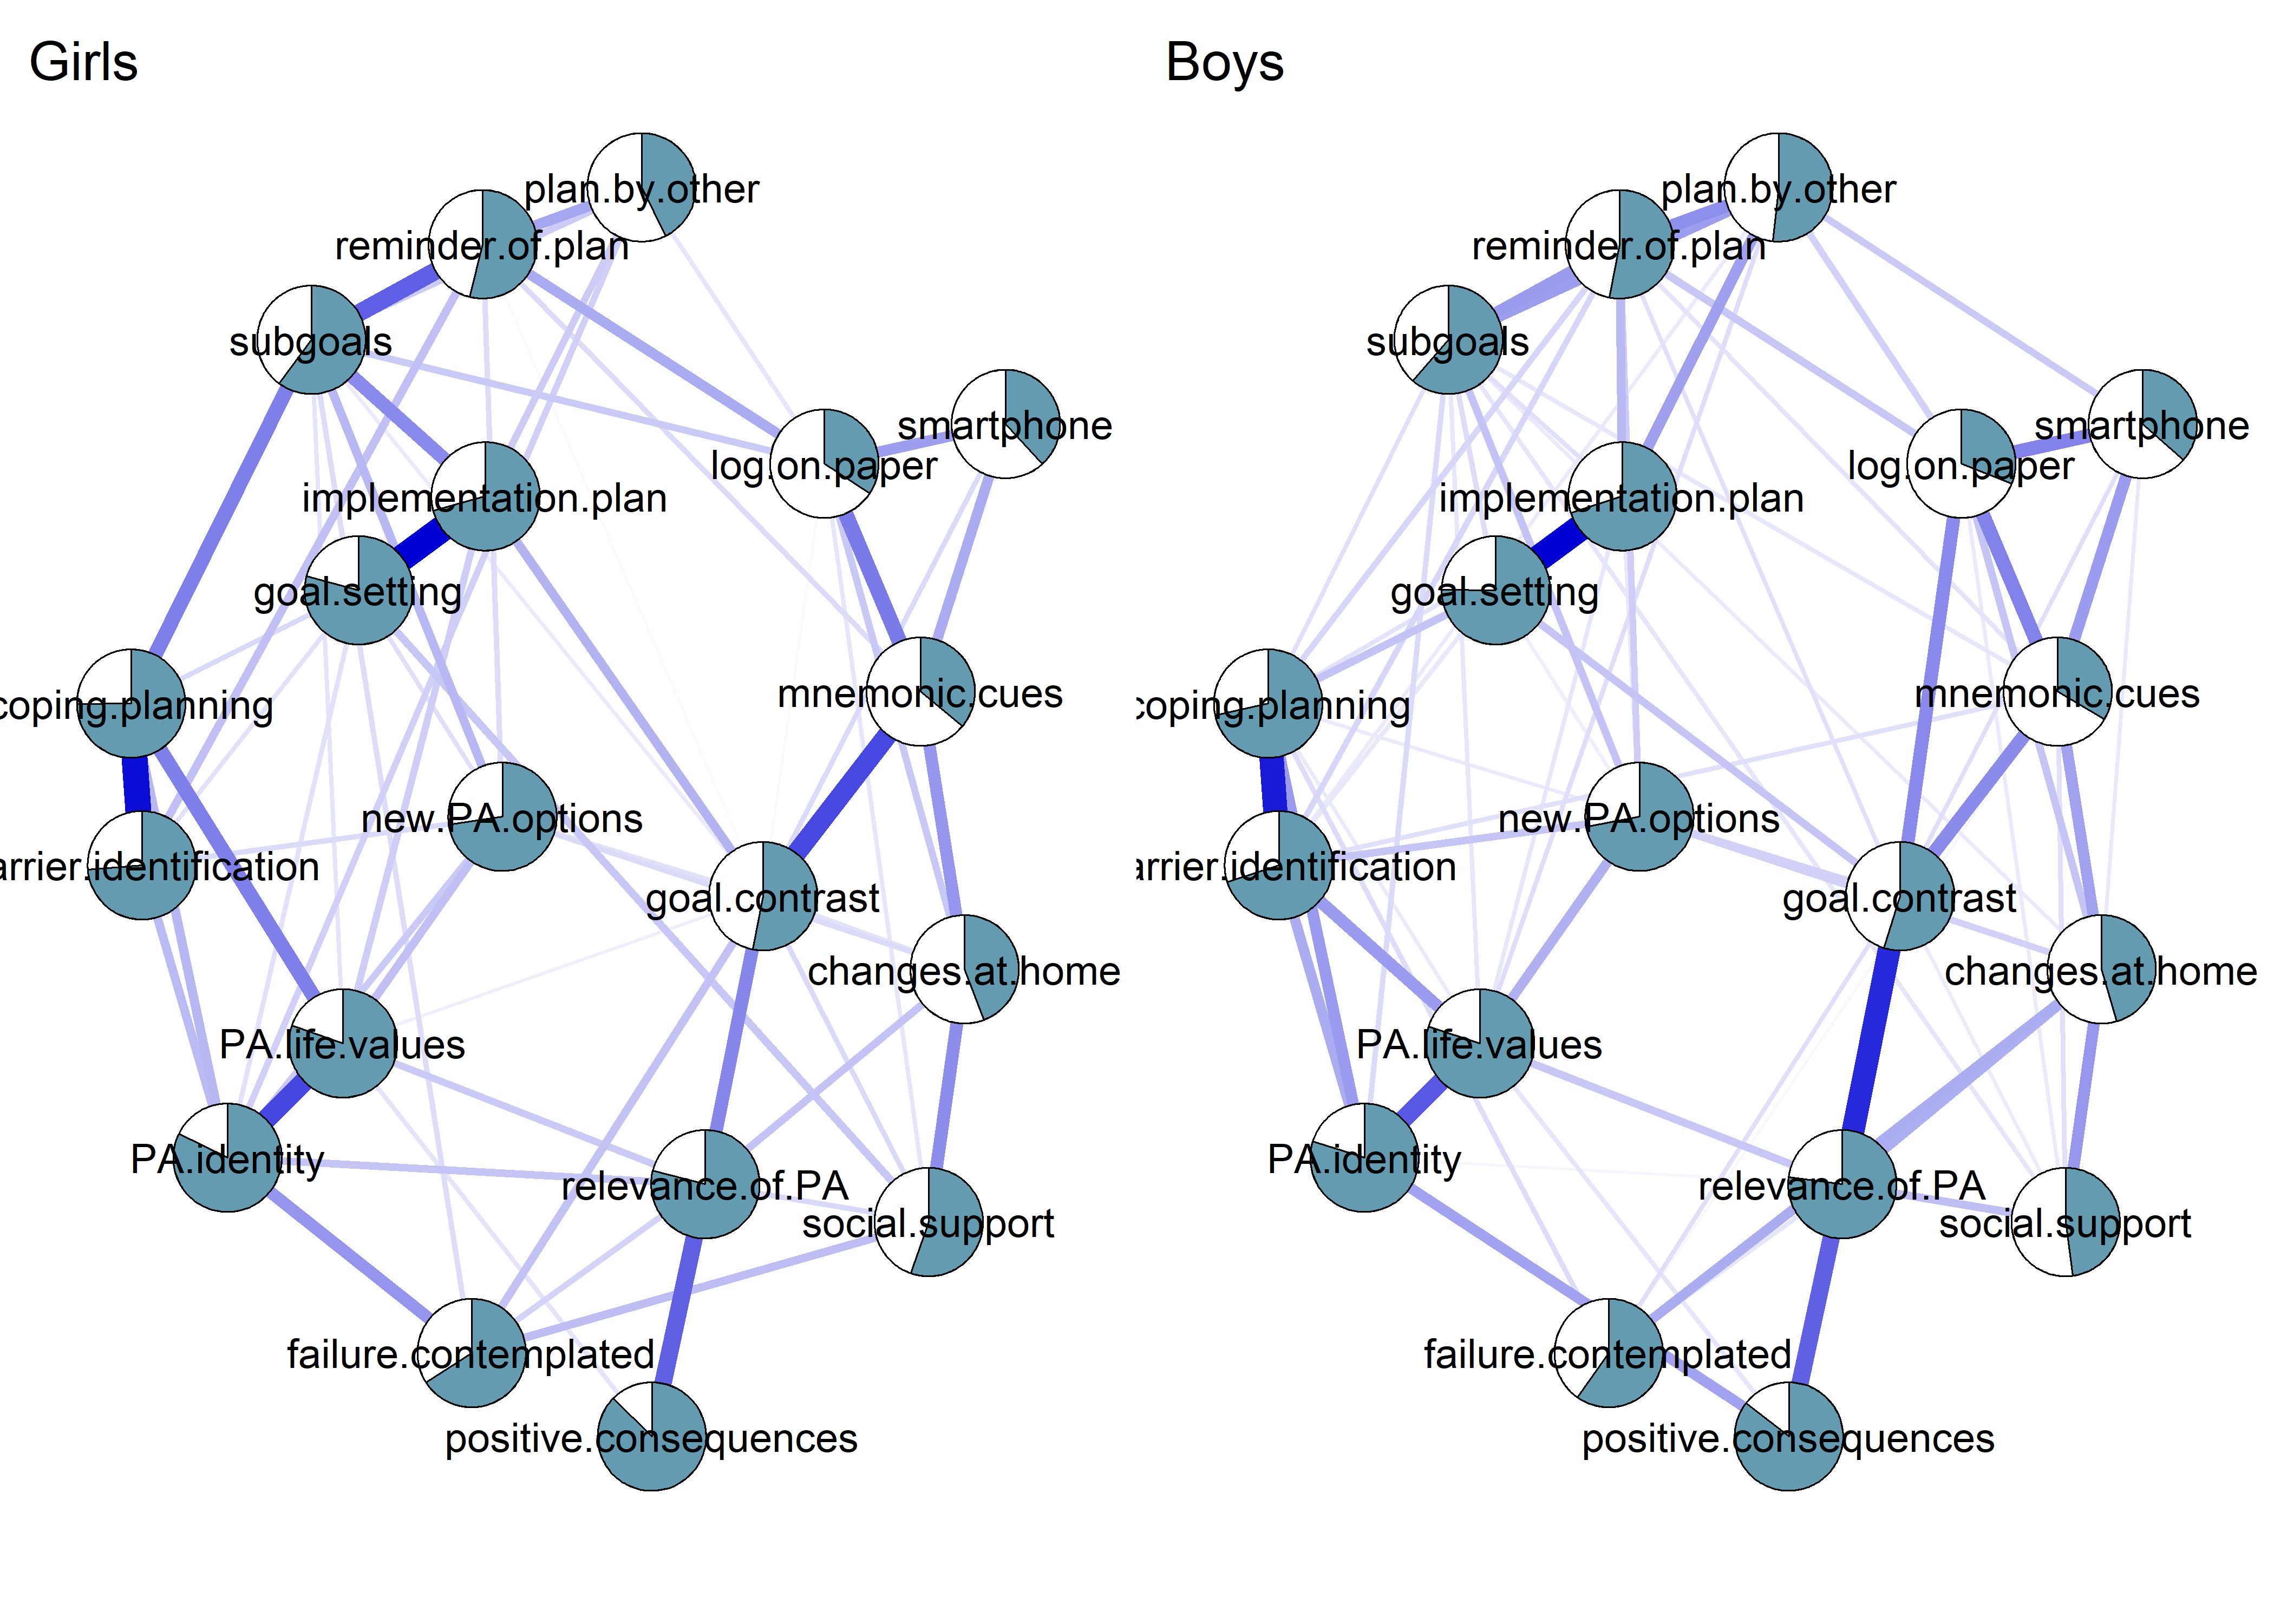 Girls
plan.by.other
reminder.of.plan
subgoals
smartphone
log.on.paper
implementation.plan
goal.setting
mnemonic.cues
coping.planning
new.PA.options
arrier.identification
goal.contrast
changes.at.home
PA.life.values
PA.identity
relevance.of.PA
social.support
failure.contemplated
positive.consequences
Boys
plan.by.other
reminder.of.plan
subgoals
smartphone
log.on.paper
implementation.plan
goal.setting
mnemonic.cues
coping.planning
new.PA.options
arrier.identification
goal.contrast
changes.at.home
PA.life.values
PA.identity
relevance.of.PA
social.support
failure.contemplated
positive.consequences